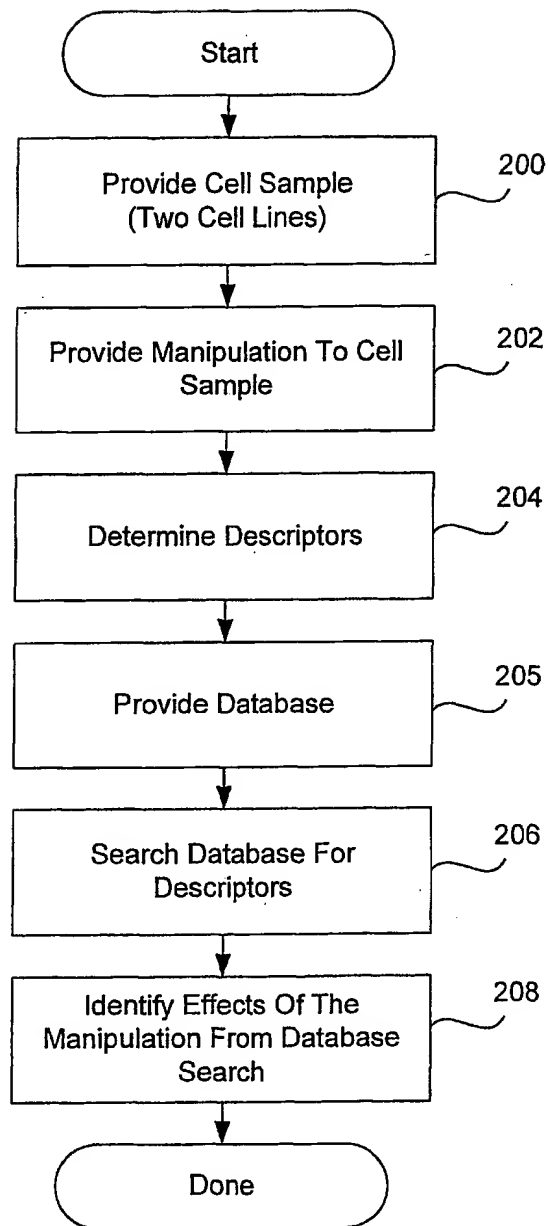 Start
Provide Cell Sample
(Two Cell Lines)
200
Provide Manipulation To Cell
Sample
202
Determine Descriptors
204
Provide Database
205
Search Database For
Descriptors
206
Identify Effects Of The
Manipulation From Database
Search
208
Done